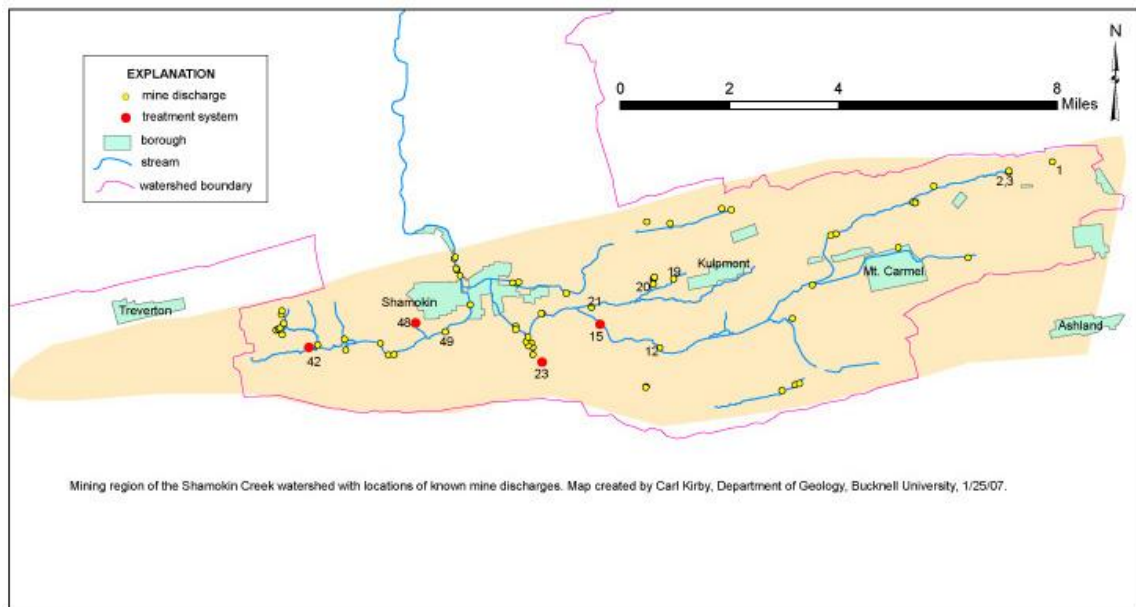 EXPLANATION
mine discharge
treatment system
borough
stream
watershed boundary
N
0 2 4 8
Miles
1
2,3
Kulpmont
19
20
Mt. Carmel
Treverton
Shamokin
21
48
49
15
Ashland
42
12
23
Mining region of the Shamokin Creek watershed with locations of known mine discharges. Map created by Carl Kirby, Department of Geology, Bucknell University, 1/25/07.